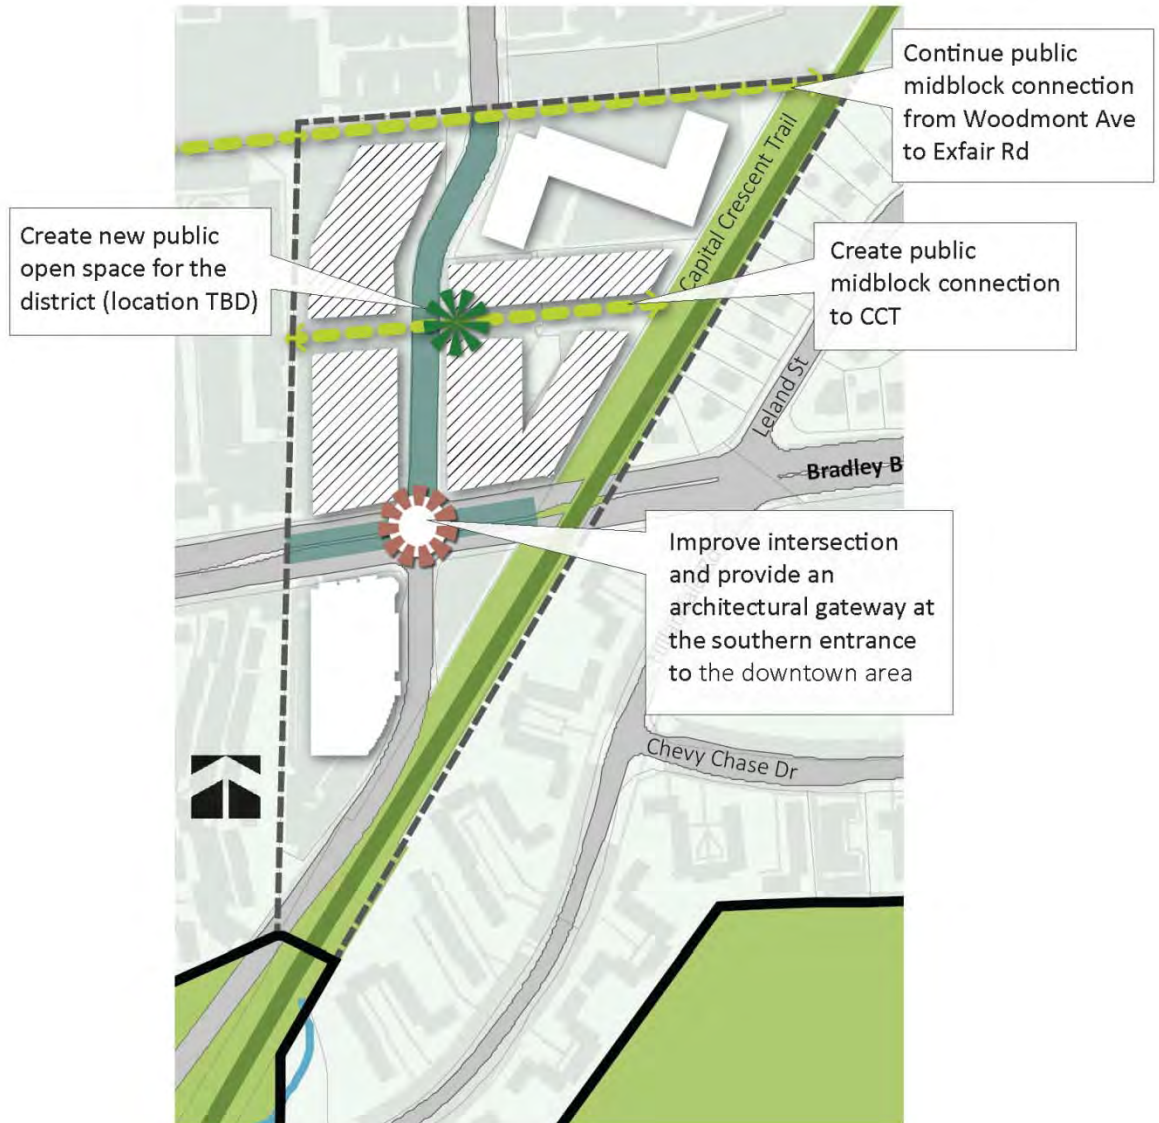 Continue public
midblock connection
from Woodmont Ave
to Exfair Rd
Capital Crescent Trail
Create new public
open space for the
district (location TBD)
Create public
midblock connection
to CCT
Leland St
Bradley B
Improve intersection
and provide an
architectural gateway at
the southern entrance
to the downtown area
Chevy Chase Dr